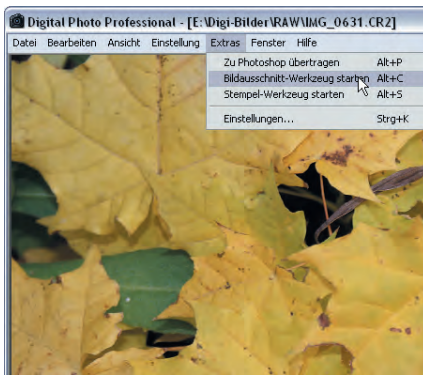 Digital Photo Professional - [E:\Digi-Bilder\RAW\IMG_0631.CR2]
Datei Bearbeiten Ansicht Einstellung Extras Fenster Hilfe
Zu Photoshop übertragen Alt+P
Bildausschnitt-Werkzeug starten Alt+C
Stempel-Werkzeug starten Alt+S
Einstellungen... Strg+K